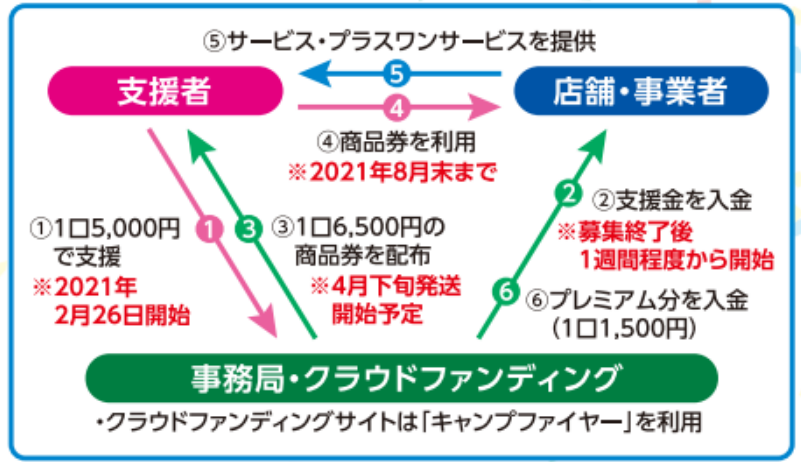 ⑤サービス・プラスワンサービスを提供
支援者
5
店舗・事業者
4
④商品券を利用
※2021年8月末まで
①1口5,000円
で支援
※2021年
2月26日開始
1
3
③1口6,500円の
商品券を配布
※4月下旬発送
開始予定
2
②支援金を入金
※募集終了後
1週間程度から開始
6
⑥プレミアム分を入金
(1口1,500円)
事務局・クラウドファンディング
・クラウドファンディングサイトは「キャンプファイヤー」を利用